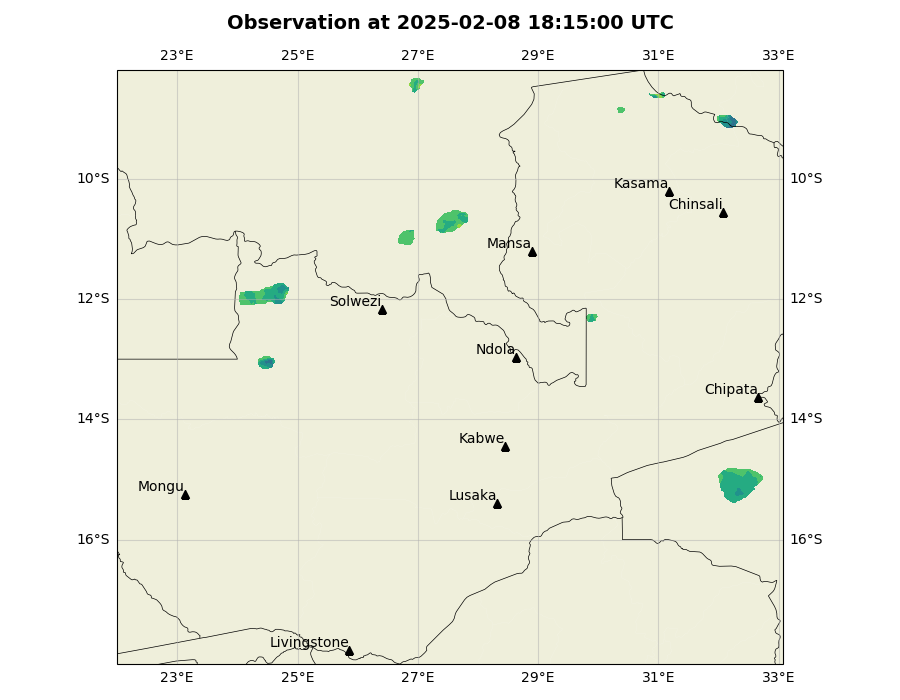 Observation at 2025-02-08 18:15:00 UTC
23°E 25°E 27°E 29°E 31°E 33°E
10°S 10°S
Kasama
Chinsali
Mansa
12°S 12°S
Solwezi
Ndola
Chipata
14°S 14°S
Kabwe
Mongu
Lusaka
16°S 16°S
Livingstone
23°E 25°E 27°E 29°E 31°E 33°E